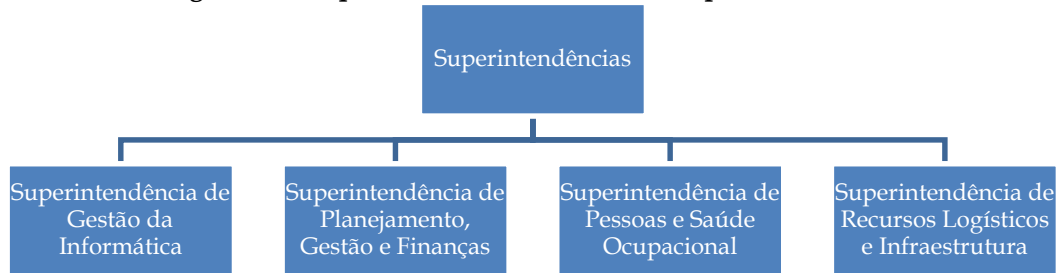 Superintendências
Superintendência de
Gestão da
Informática
Superintendência de
Planejamento,
Gestão e Finanças
Superintendência de
Pessoas e Saúde
Ocupacional
Superintendência de
Recursos Logísticos
e Infraestrutura